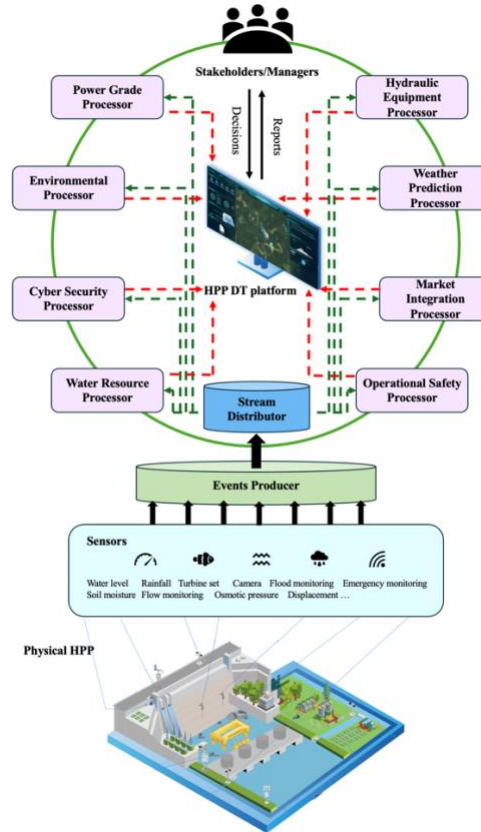 Stakeholders/Managers
Power Grade
Processor
Hydraulic
Equipment
Processor
Decisions
Reports
Environmental
Processor
Weather
Prediction
Processor
HPP DT platform
Cyber Security
Processor
Market
Integration
Processor
Water Resource
Processor
Stream
Distributor
Operational Safety
Processor
Events Producer
Sensors
Water level Rainfall Turbine set Camera Flood monitoring Emergency monitoring
Soil moisture Flow monitoring Osmotic pressure Displacement ...
Physical HPP